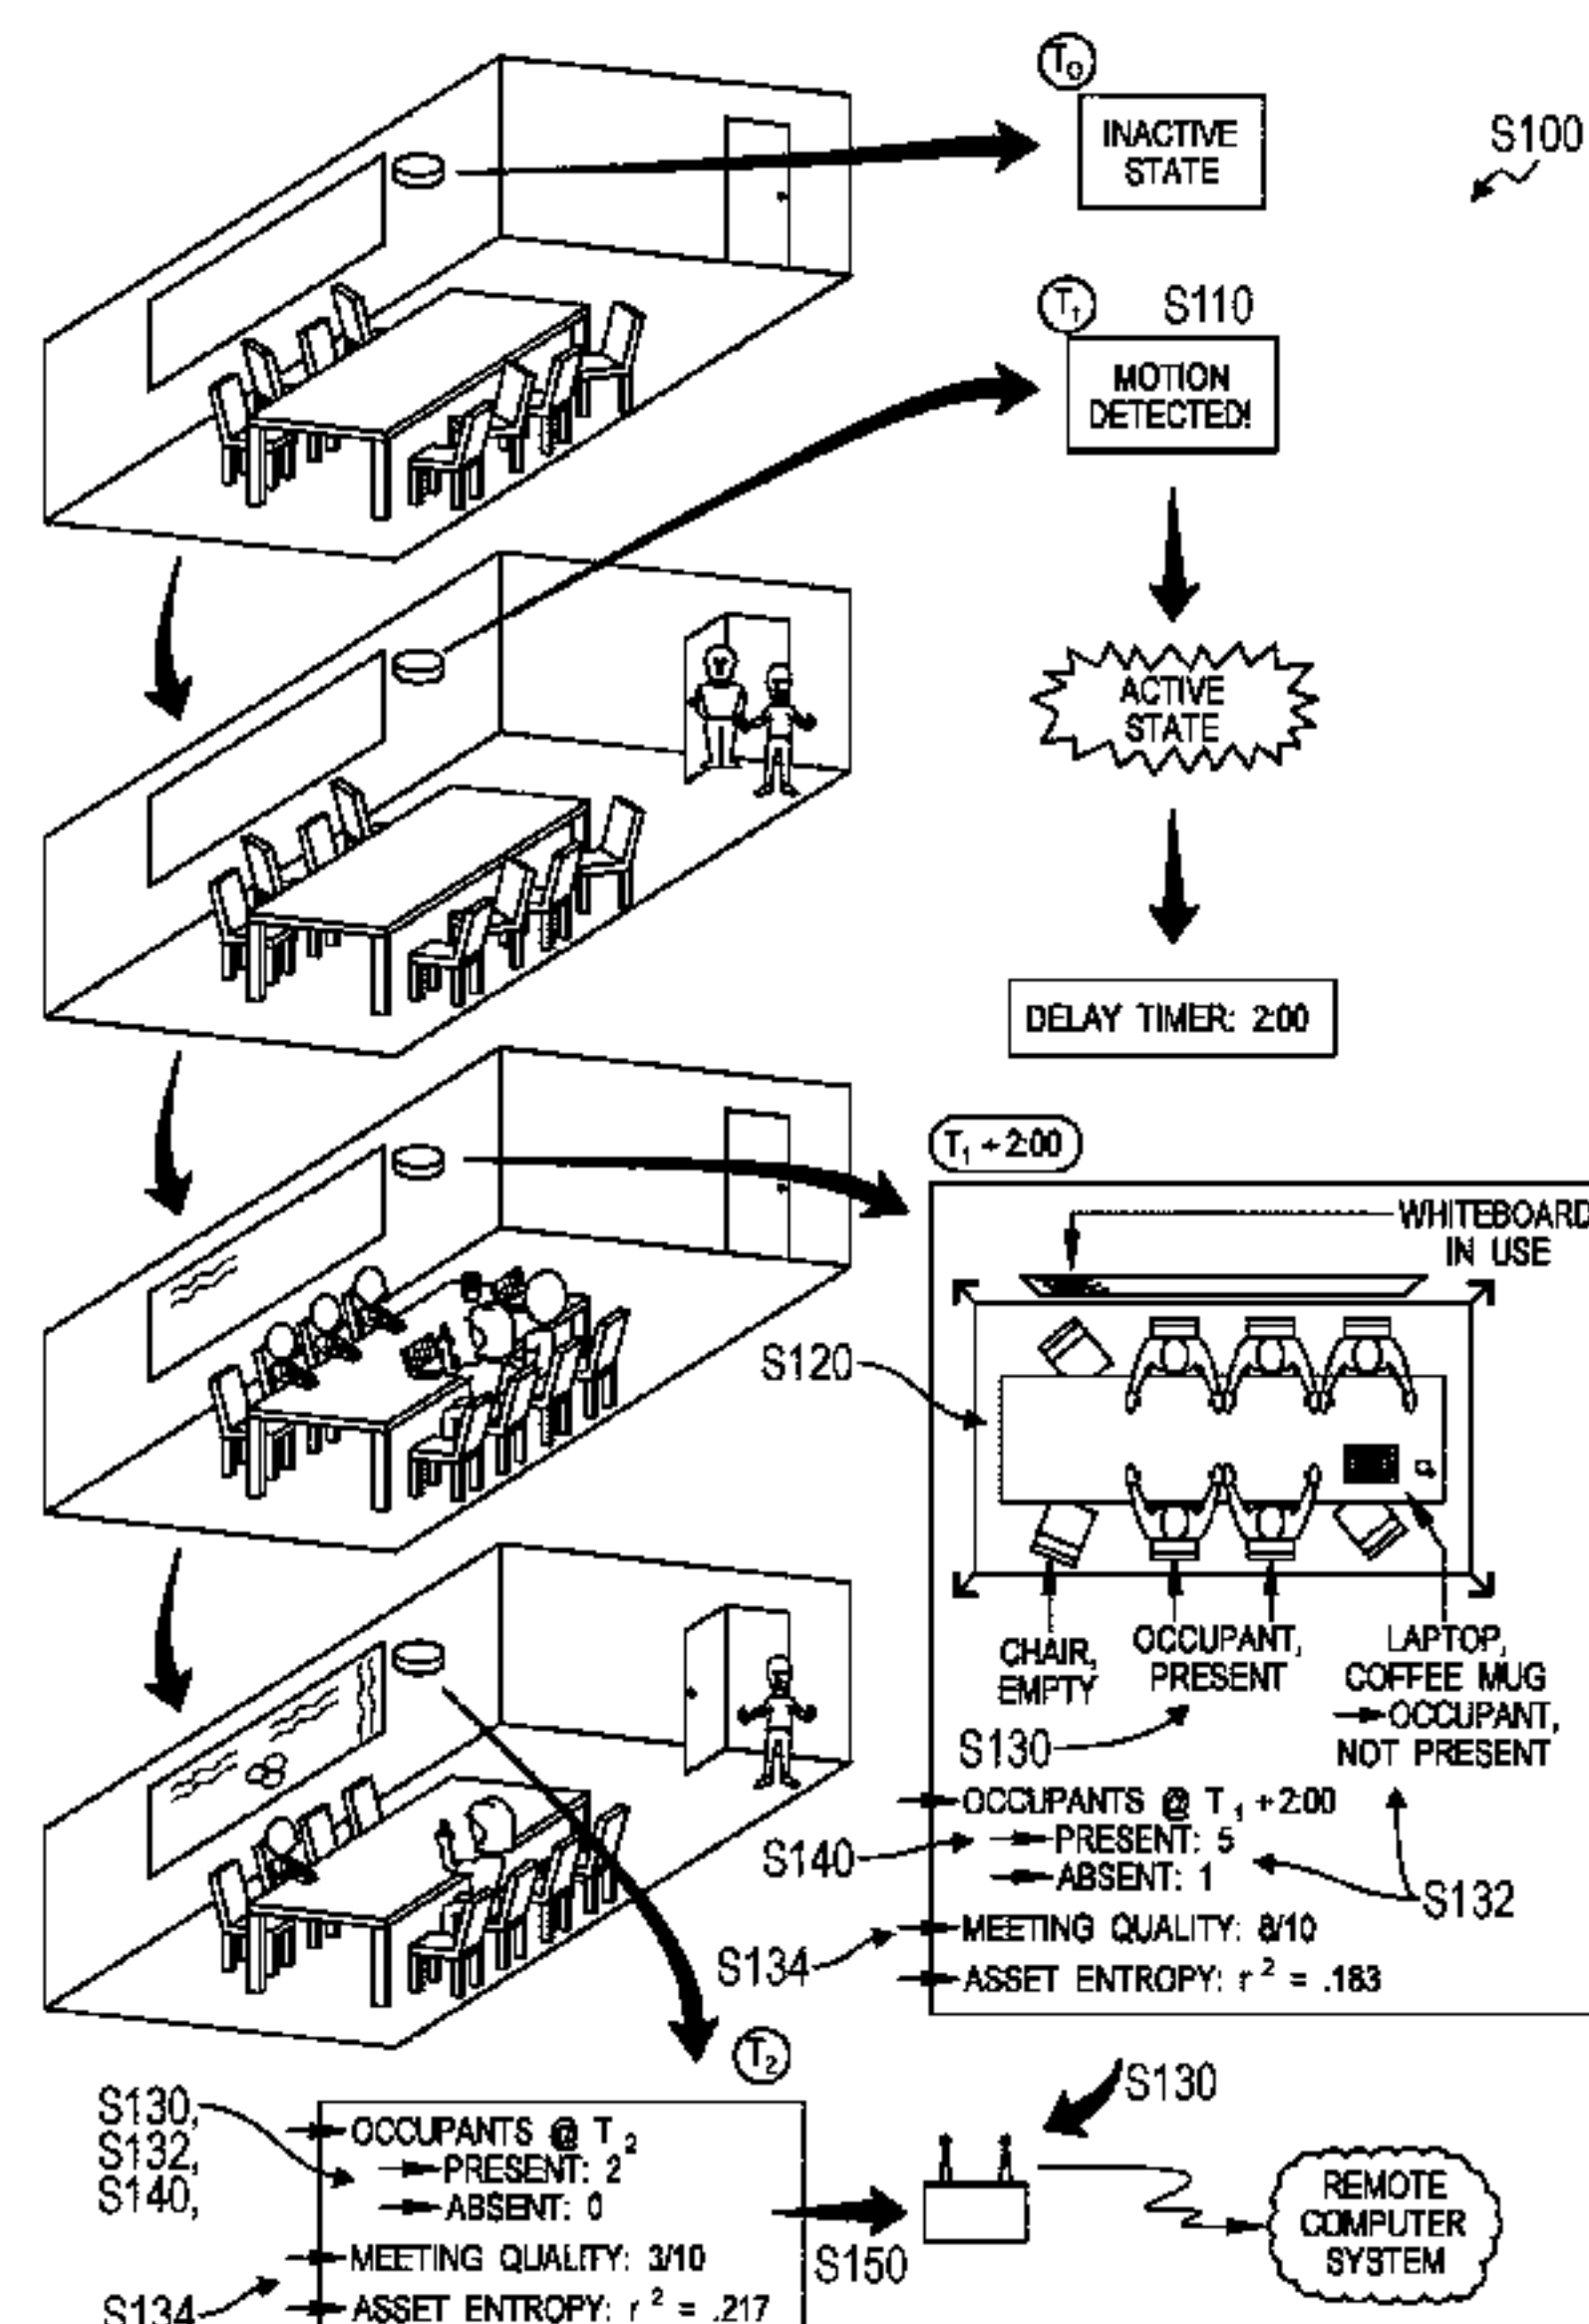 T0
INACTIVE
STATE
S100
T1
S110
MOTION
DETECTED!
ACTIVE
STATE
DELAY TIMER: 2:00
T1 + 2:00
WHITEBOARD
IN USE
S120
CHAIR,
EMPTY
OCCUPANT,
PRESENT
LAPTOP,
COFFEE MUG
OCCUPANT,
NOT PRESENT
S130
OCCUPANTS @ T1 + 2:00
S140
PRESENT: 5
ABSENT: 1
S132
MEETING QUALITY: 8/10
S134
ASSET ENTROPY: r² = .183
T2
S130
S130,
S132,
S140,
OCCUPANTS @ T2
PRESENT: 2
ABSENT: 0
MEETING QUALITY: 3/10
S134
ASSET ENTROPY: r² = .217
S150
REMOTE
COMPUTER
SYSTEM